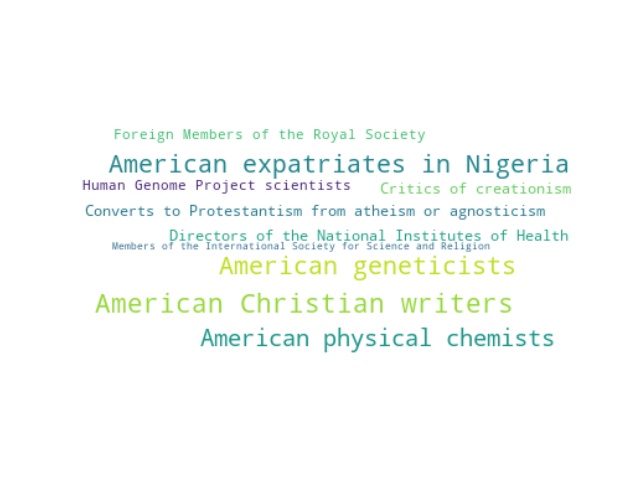 Foreign Members of the Royal Society
American expatriates in Nigeria
Human Genome Project scientists
Critics of creationism
Converts to Protestantism from atheism or agnosticism
Directors of the National Institutes of Health
Members of the International Society for Science and Religion
American geneticists
American Christian writers
American physical chemists